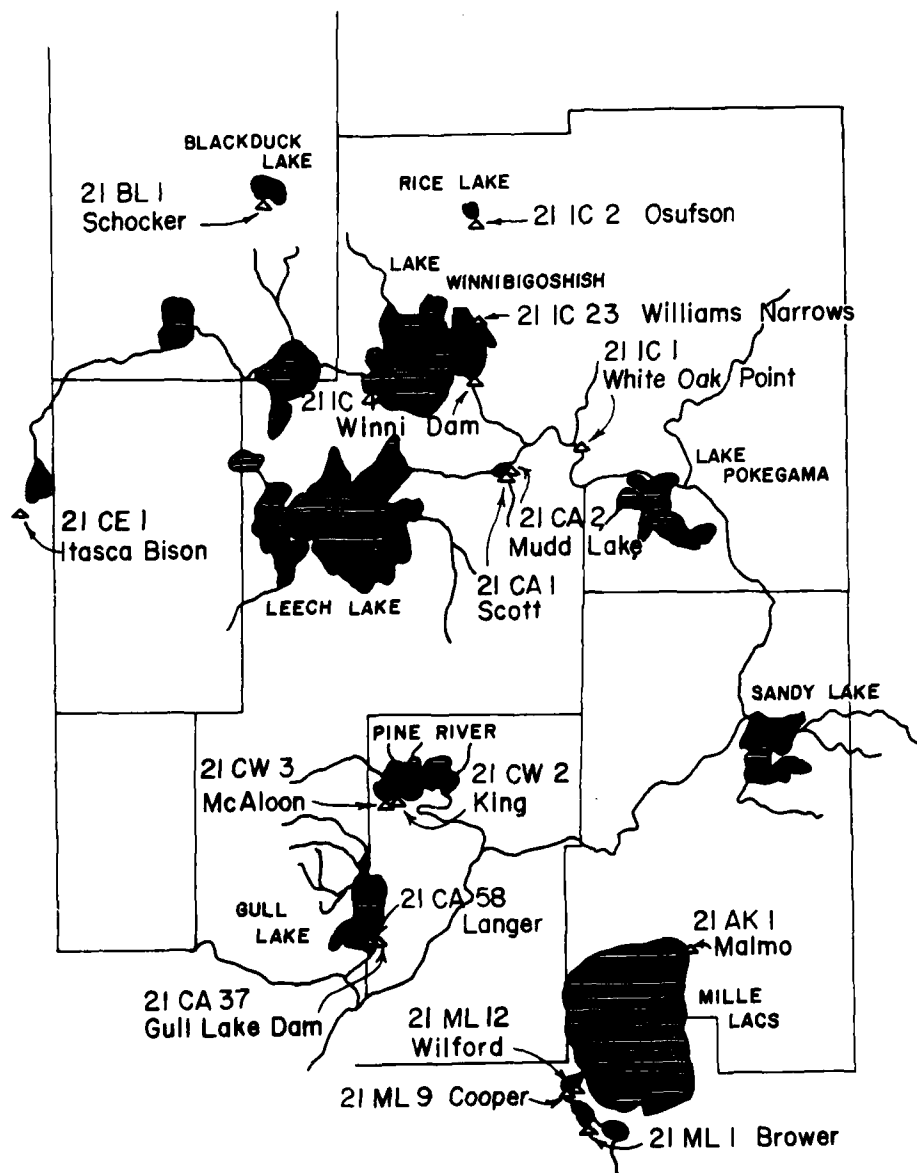 BLACKDUCK
LAKE
21 BL 1
Schocker
RICE LAKE
21 IC 2 Osufson
LAKE
WINNIBIGOSHISH
21 IC 23 Williams Narrows
21 IC 1
White Oak Point
21 IC 4
Winni Dam
LAKE
POKEGAMA
21 CE 1
Itasca Bison
21 CA 2
Mudd Lake
21 CA 1
Scott
LEECH LAKE
SANDY LAKE
PINE RIVER
21 CW 3
McAloon
21 CW 2
King
GULL
LAKE
21 CA 58
Langer
21 AK 1
Malmo
21 CA 37
Gull Lake Dam
MILLE
LACS
21 ML 12
Wilford
21 ML 9 Cooper
21 ML 1 Brower